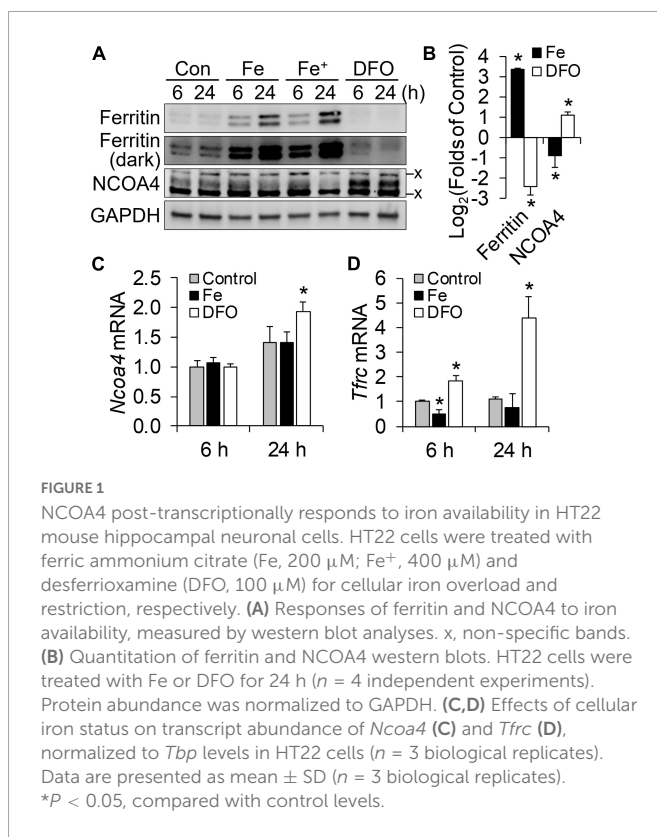 A
Con Fe Fe⁺ DFO
6 24 6 24 6 24 6 24 (h)
Ferritin
Ferritin
(dark)
NCOA4
x
x
GAPDH
B
Fe
DFO
Log₂(Folds of Control)
4
3
2
1
0
-1
-2
-3
* * * *
Ferritin
NCOA4
C
Control
Fe
DFO
Ncoa4 mRNA
2.5
2.0
1.5
1.0
0.5
0.0
*
6 h 24 h
D
Control
Fe
DFO
Tfrc mRNA
6
5
4
3
2
1
0
* * *
6 h 24 h
FIGURE 1
NCOA4 post-transcriptionally responds to iron availability in HT22
mouse hippocampal neuronal cells. HT22 cells were treated with
ferric ammonium citrate (Fe, 200 μM; Fe⁺, 400 μM) and
desferrioxamine (DFO, 100 μM) for cellular iron overload and
restriction, respectively. (A) Responses of ferritin and NCOA4 to iron
availability, measured by western blot analyses. x, non-specific bands.
(B) Quantitation of ferritin and NCOA4 western blots. HT22 cells were
treated with Fe or DFO for 24 h (n = 4 independent experiments).
Protein abundance was normalized to GAPDH. (C,D) Effects of cellular
iron status on transcript abundance of Ncoa4 (C) and Tfrc (D),
normalized to Tbp levels in HT22 cells (n = 3 biological replicates).
Data are presented as mean ± SD (n = 3 biological replicates).
*P < 0.05, compared with control levels.